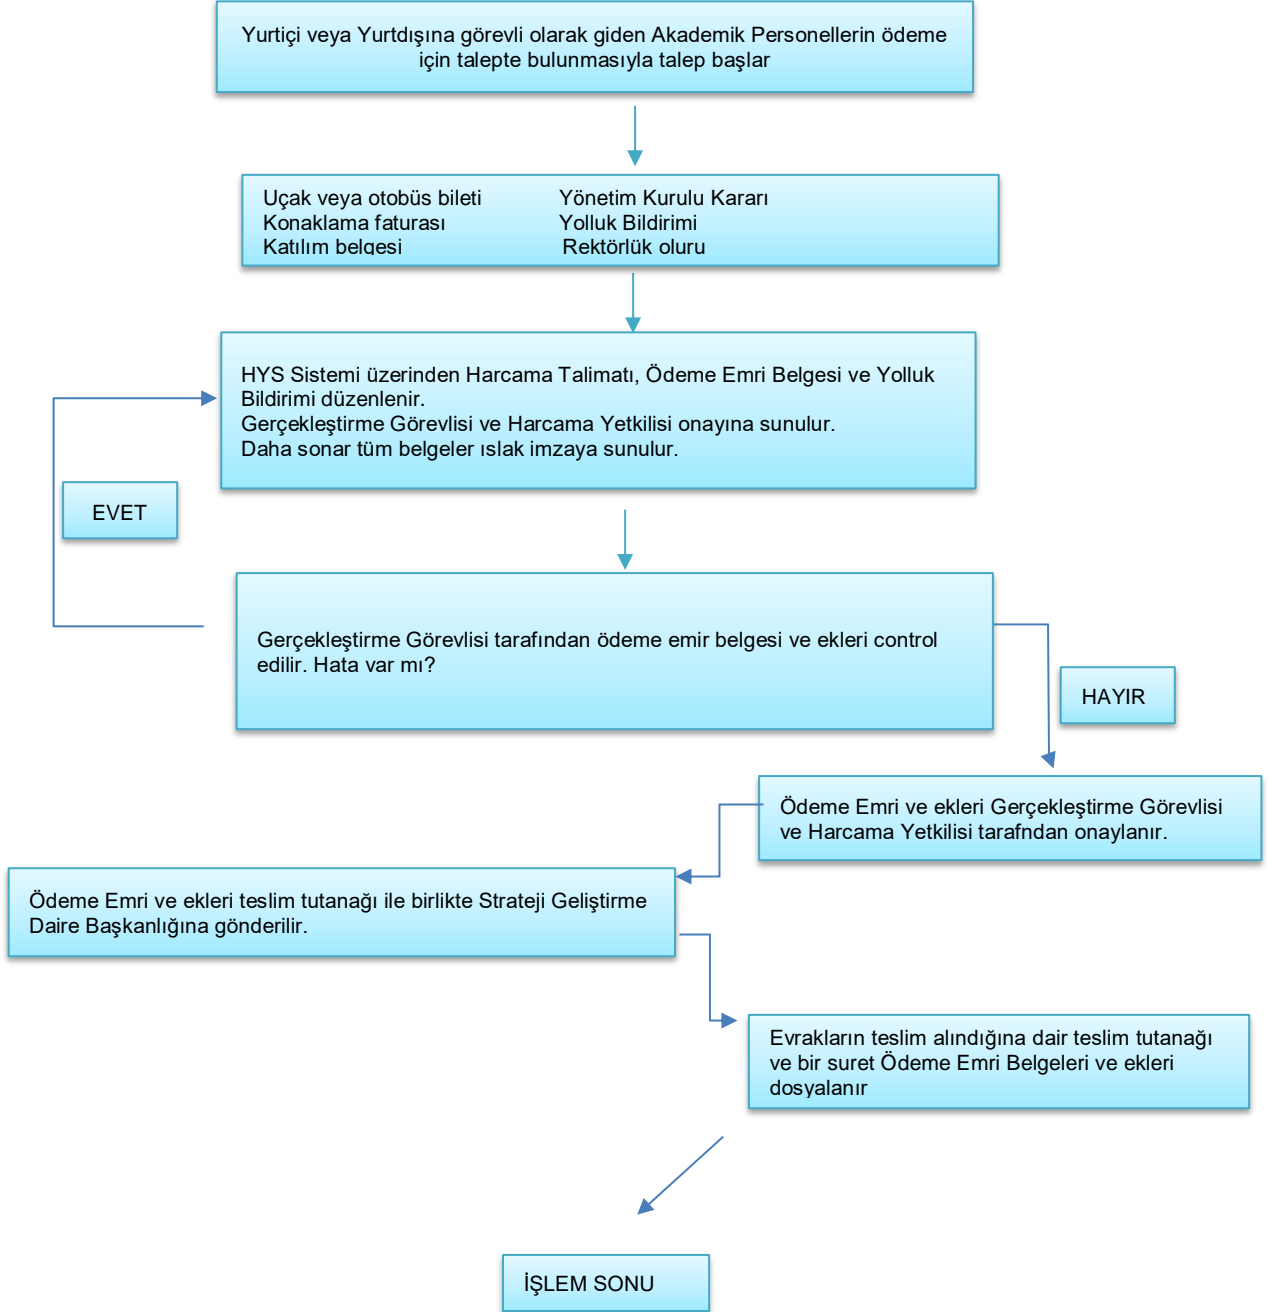 Yurtiçi veya Yurtdışına görevli olarak giden Akademik Personellerin ödeme
için talepte bulunmasıyla talep başlar
Uçak veya otobüs bileti Yönetim Kurulu Kararı
Konaklama faturası Yolluk Bildirimi
Katılım belgesi Rektörlük oluru
HYS Sistemi üzerinden Harcama Talimatı, Ödeme Emri Belgesi ve Yolluk
Bildirimi düzenlenir.
Gerçekleştirme Görevlisi ve Harcama Yetkilisi onayına sunulur.
Daha sonar tüm belgeler ıslak imzaya sunulur.
EVET
Gerçekleştirme Görevlisi tarafından ödeme emir belgesi ve ekleri control
edilir. Hata var mı?
HAYIR
Ödeme Emri ve ekleri Gerçekleştirme Görevlisi
ve Harcama Yetkilisi tarafndan onaylanır.
Ödeme Emri ve ekleri teslim tutanağı ile birlikte Strateji Geliştirme
Daire Başkanlığına gönderilir.
Evrakların teslim alındığına dair teslim tutanağı
ve bir suret Ödeme Emri Belgeleri ve ekleri
dosyalanır
İŞLEM SONU